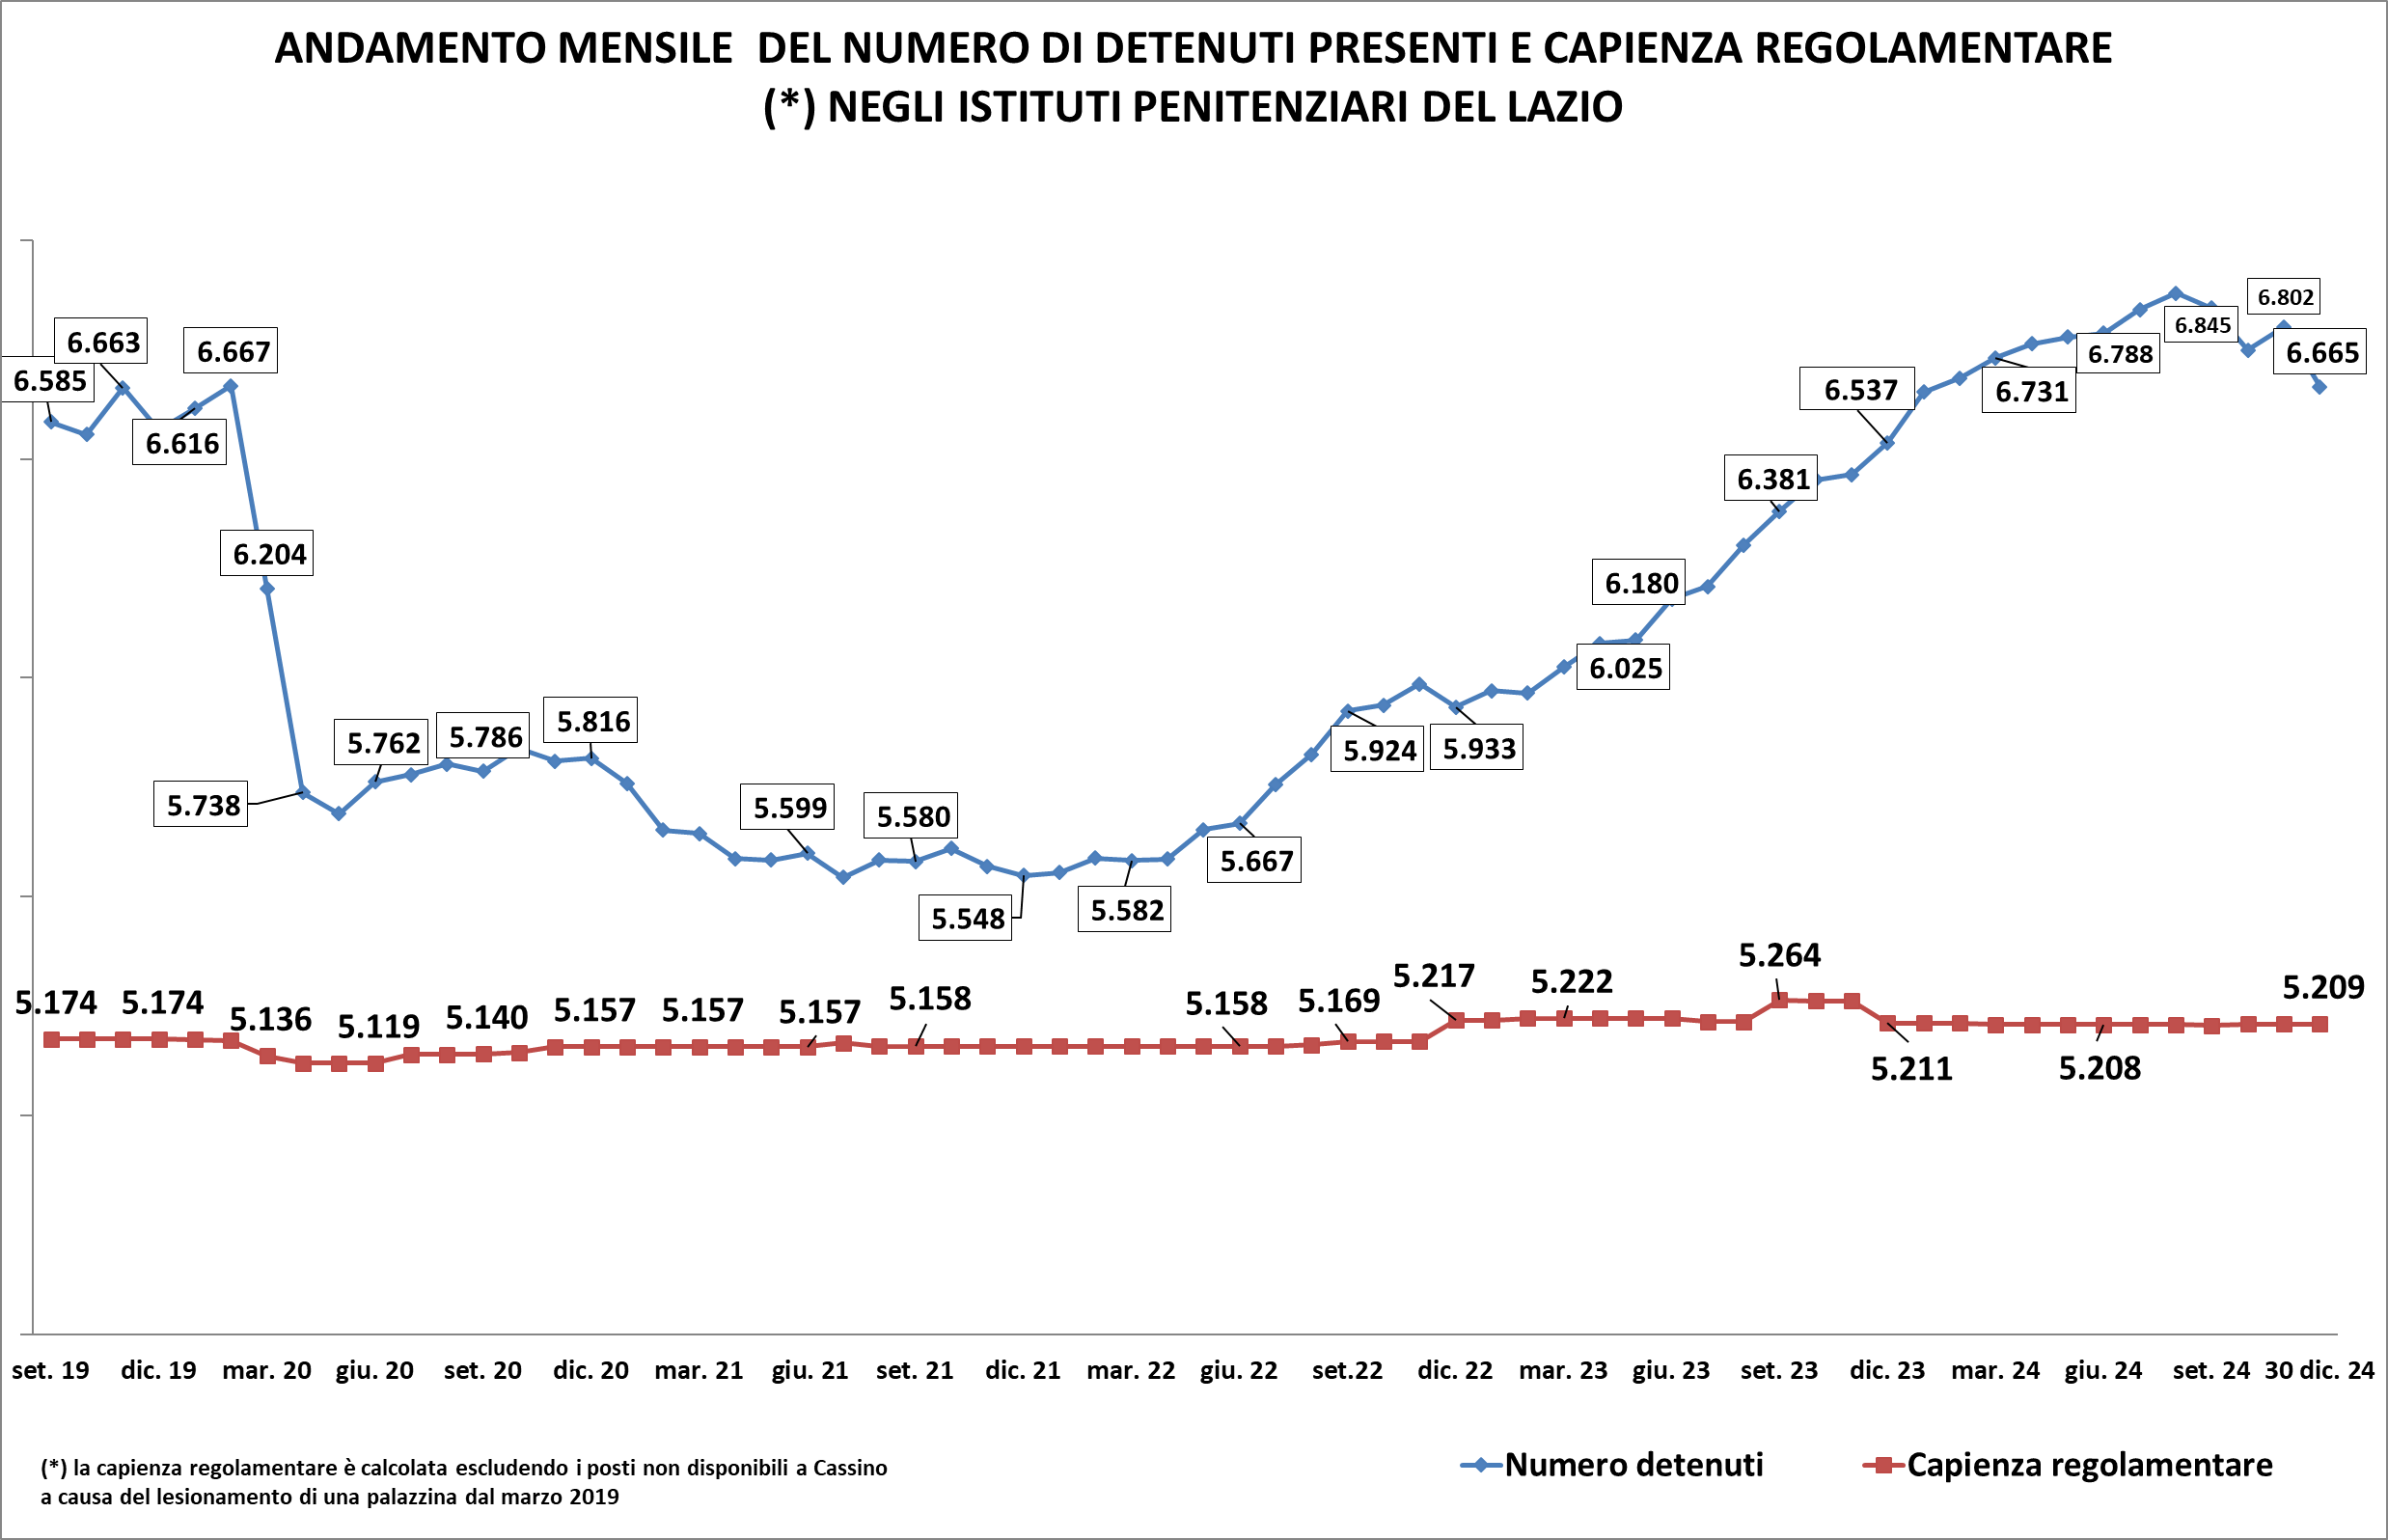 ANDAMENTO MENSILE  DEL NUMERO DI DETENUTI PRESENTI E CAPIENZA REGOLAMENTARE
(*) NEGLI ISTITUTI PENITENZIARI DEL LAZIO
6.585
6.663
6.616
6.667
6.204
5.738
5.762
5.786
5.816
5.599
5.580
5.548
5.582
5.667
5.924
5.933
6.025
6.180
6.381
6.537
6.731
6.788
6.845
6.802
6.665
5.174
5.174
5.136
5.119
5.140
5.157
5.157
5.157
5.158
5.158
5.169
5.217
5.222
5.264
5.211
5.208
5.209
set. 19
dic. 19
mar. 20
giu. 20
set. 20
dic. 20
mar. 21
giu. 21
set. 21
dic. 21
mar. 22
giu. 22
set.22
dic. 22
mar. 23
giu. 23
set. 23
dic. 23
mar. 24
giu. 24
set. 24
30 dic. 24
(*) la capienza regolamentare è calcolata escludendo i posti non disponibili a Cassino
a causa del lesionamento di una palazzina dal marzo 2019
Numero detenuti
Capienza regolamentare